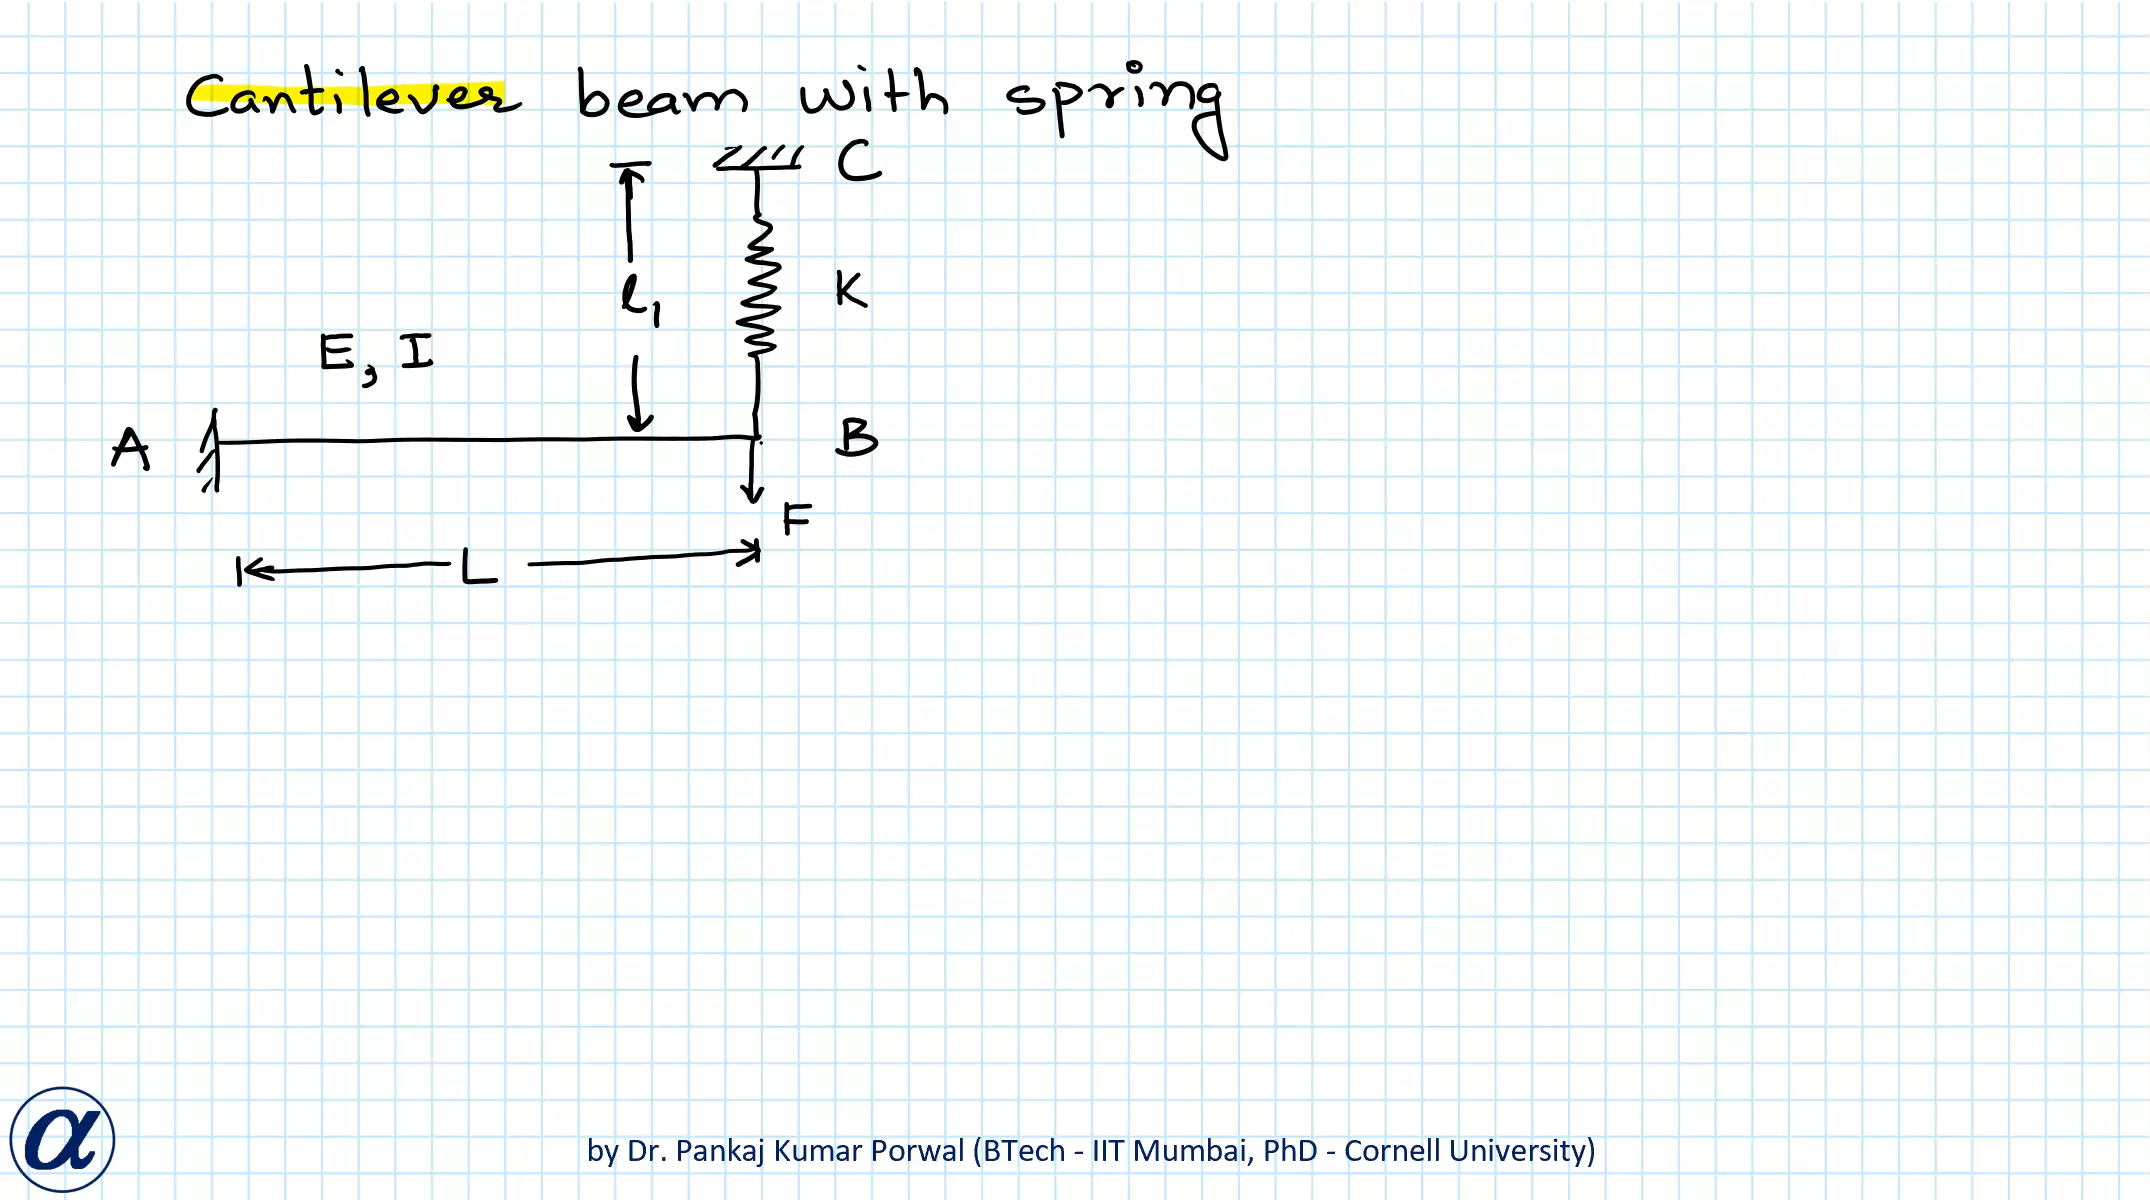 Cantilever beam with spring
C
l₁
K
E, I
A
B
F
L
α
by Dr. Pankaj Kumar Porwal (BTech - IIT Mumbai, PhD - Cornell University)